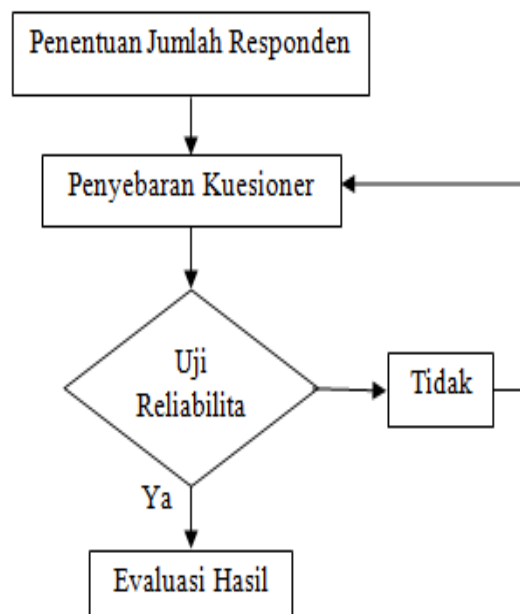 Penentuan Jumlah Responden
Penyebaran Kuesioner
Uji
Reliabilita
Tidak
Ya
Evaluasi Hasil